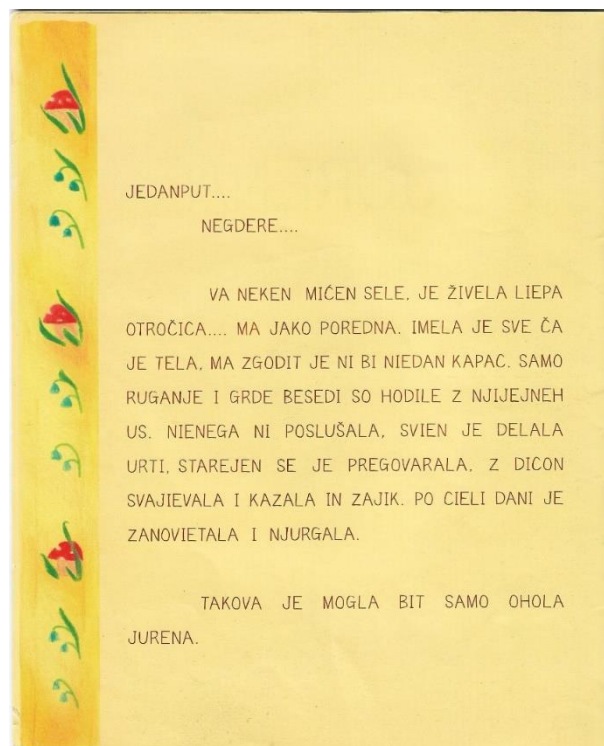 JEDANPUT....
NEGDERE....
VA NEKEN MIĆEN SELE, JE ŽIVELA LIEPA
OTROČICA.... MA JAKO POREDNA. IMELA JE SVE ČA
JE TELA, MA ZGODIT JE NI BI NIEDAN KAPAC. SAMO
RUGANJE I GRDE BESEDI SO HODILE Z NJIJEJNEH
US. NIENEGA NI POSLUŠALA, SVIEN JE DELALA
URTI, STAREJEN SE JE PREGOVARALA, Z DICON
SVAJIEVALA I KAZALA IN ZAJIK. PO CIELI DANI JE
ZANOVIETALA I NJURGALA.
TAKOVA JE MOGLA BIT SAMO OHOLA
JURENA.